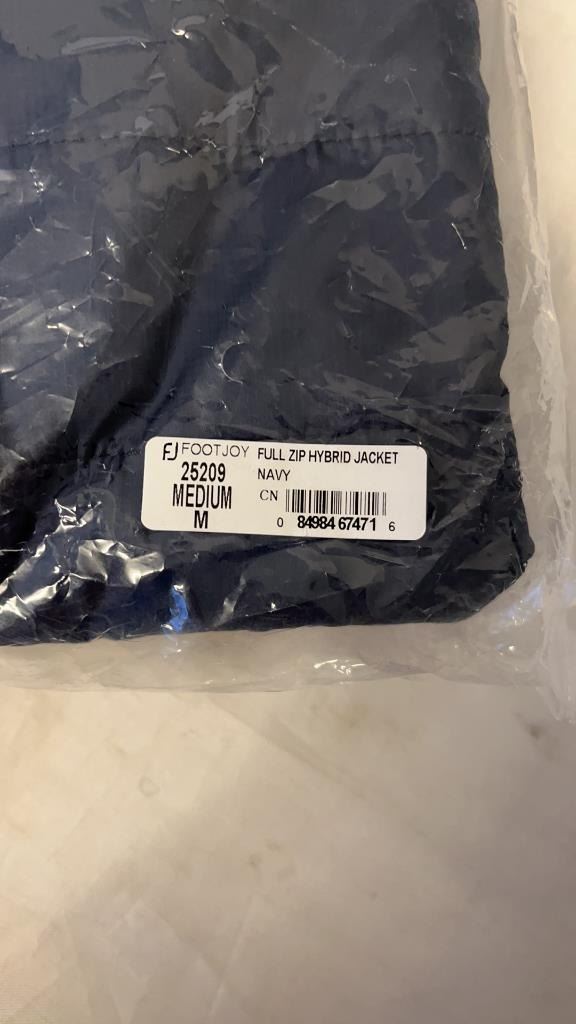 FJ FOOTJOY FULL ZIP HYBRID JACKET
25209 NAVY
MEDIUM CN
M 0 84984 67471 6